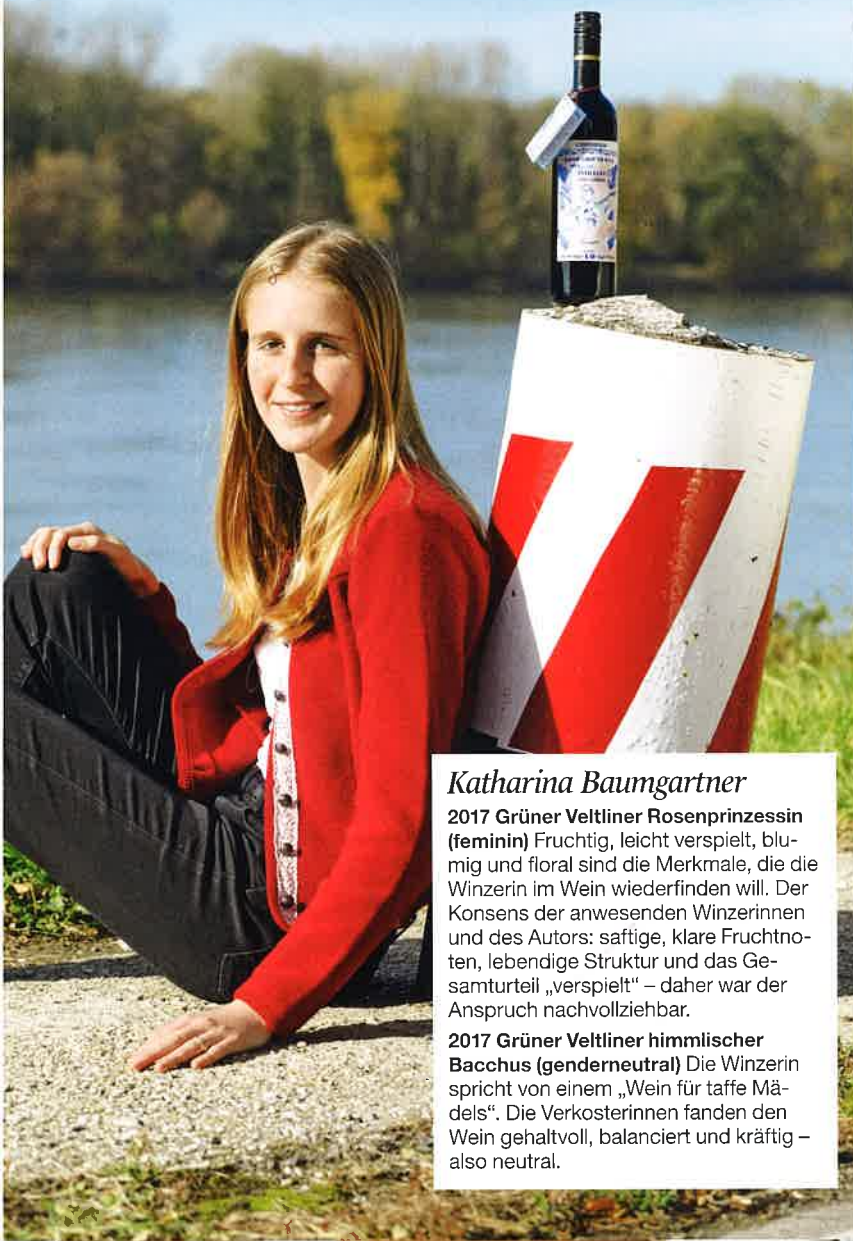 Katharina Baumgartner
2017 Grüner Veltliner Rosenprinzessin
(feminin) Fruchtig, leicht verspielt, blu-
mig und floral sind die Merkmale, die die
Winzerin im Wein wiederfinden will. Der
Konsens der anwesenden Winzerinnen
und des Autors: saftige, klare Fruchtno-
ten, lebendige Struktur und das Ge-
samturteil „verspielt“ – daher war der
Anspruch nachvollziehbar.
2017 Grüner Veltliner himmlischer
Bacchus (genderneutral) Die Winzerin
spricht von einem „Wein für taffe Mä-
dels“. Die Verkosterinnen fanden den
Wein gehaltvoll, balanciert und kräftig –
also neutral.